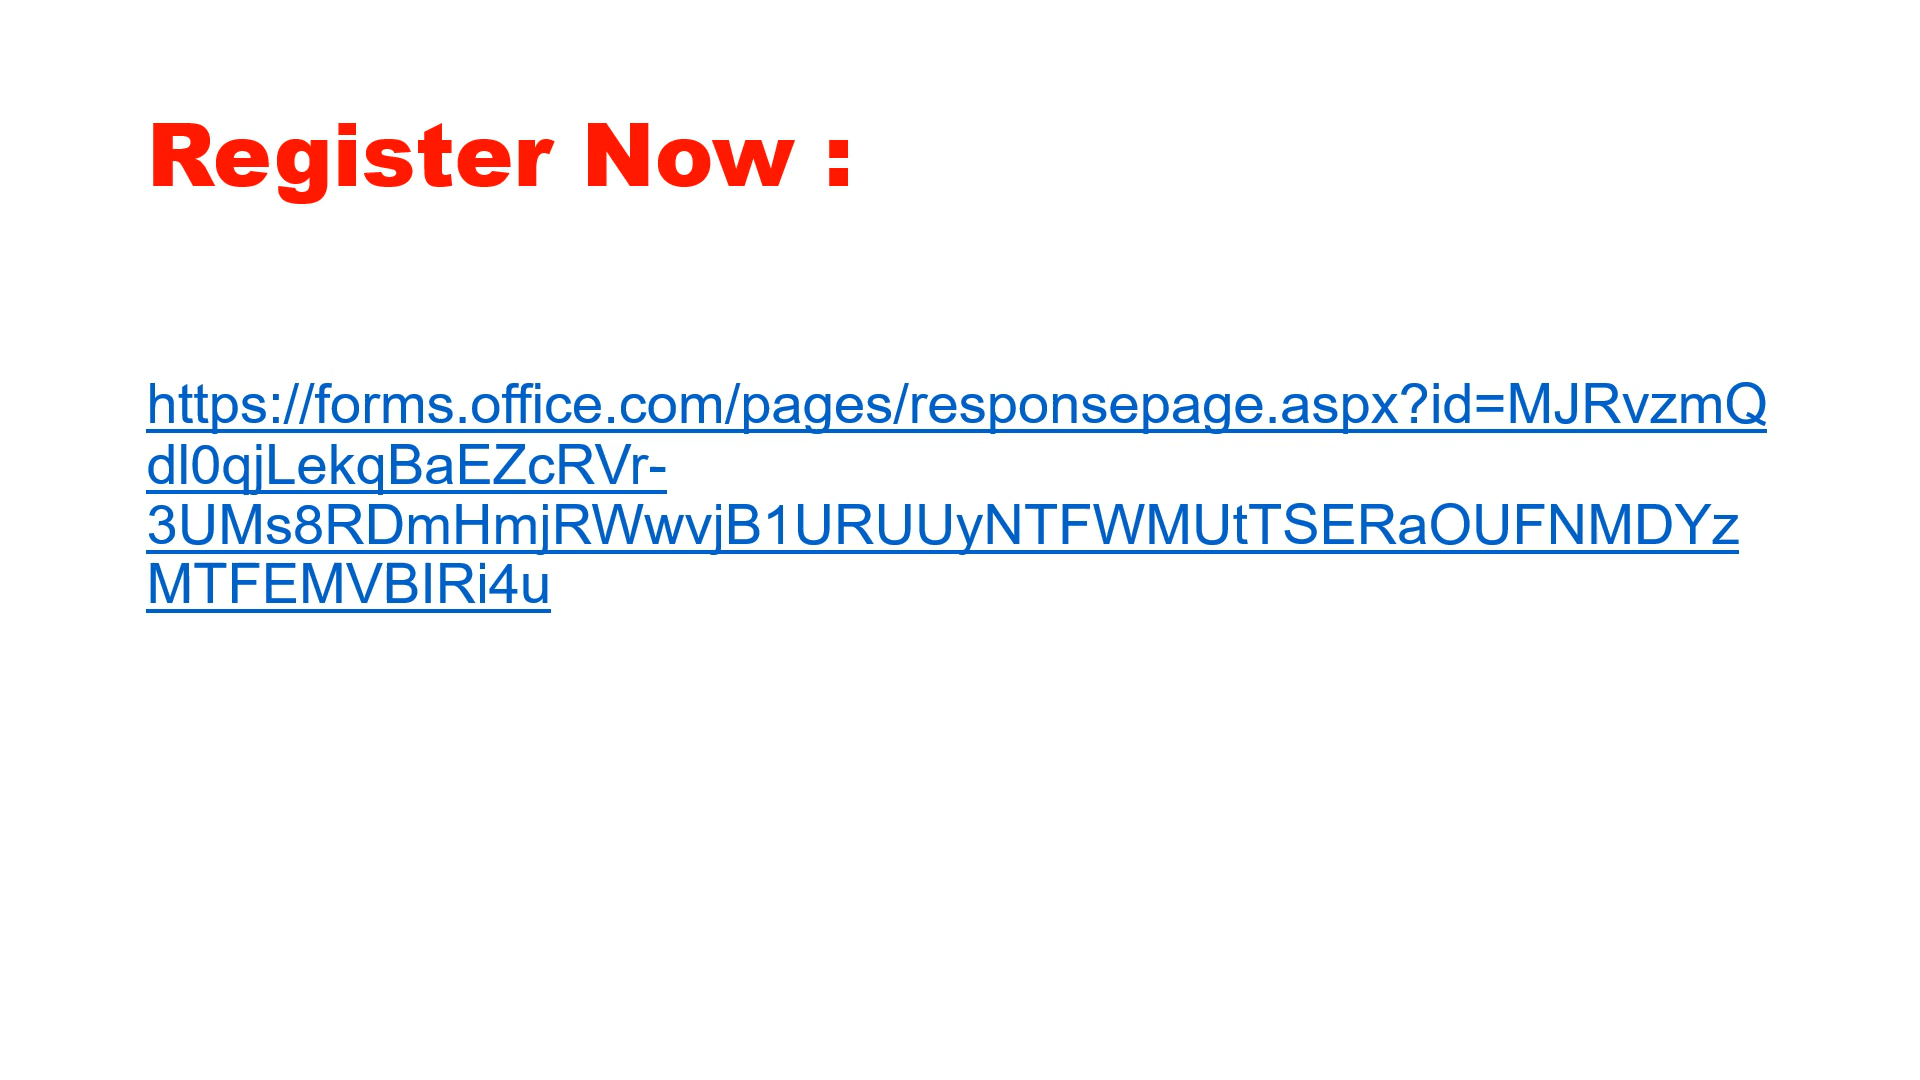 Register Now :
https://forms.office.com/pages/responsepage.aspx?id=MJRvzmQ
dl0qjLekqBaEZcRVr-
3UMs8RDmHmjRWwvjB1URUUyNTFWMUtTSERaOUFNMDYz
MTFEMVBIRi4u